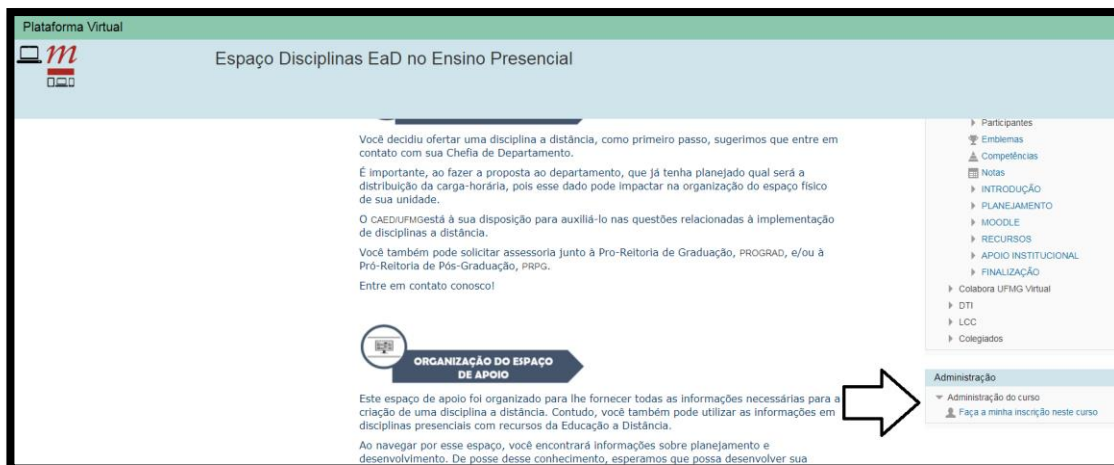 Plataforma Virtual
m
Espaço Disciplinas EaD no Ensino Presencial
Você decidiu ofertar uma disciplina a distância, como primeiro passo, sugerimos que entre em
contato com sua Chefia de Departamento.
É importante, ao fazer a proposta ao departamento, que já tenha planejado qual será a
distribuição da carga-horária, pois esse dado pode impactar na organização do espaço físico
de sua unidade.
O CAED/UFMGestá à sua disposição para auxiliá-lo nas questões relacionadas à implementação
de disciplinas a distância.
Você também pode solicitar assessoria junto à Pro-Reitoria de Graduação, PROGRAD, e/ou à
Pró-Reitoria de Pós-Graduação, PRPG.
Entre em contato conosco!
ORGANIZAÇÃO DO ESPAÇO
DE APOIO
Este espaço de apoio foi organizado para lhe fornecer todas as informações necessárias para a
criação de uma disciplina a distância. Contudo, você também pode utilizar as informações em
disciplinas presenciais com recursos da Educação a Distância.
Ao navegar por esse espaço, você encontrará informações sobre planejamento e
desenvolvimento. De posse desse conhecimento, esperamos que possa desenvolver sua
Participantes
Emblemas
Competências
Notas
INTRODUÇÃO
PLANEJAMENTO
MOODLE
RECURSOS
APOIO INSTITUCIONAL
FINALIZAÇÃO
Colabora UFMG Virtual
DTI
LCC
Colegiados
Administração
Administração do curso
Faça a minha inscrição neste curso